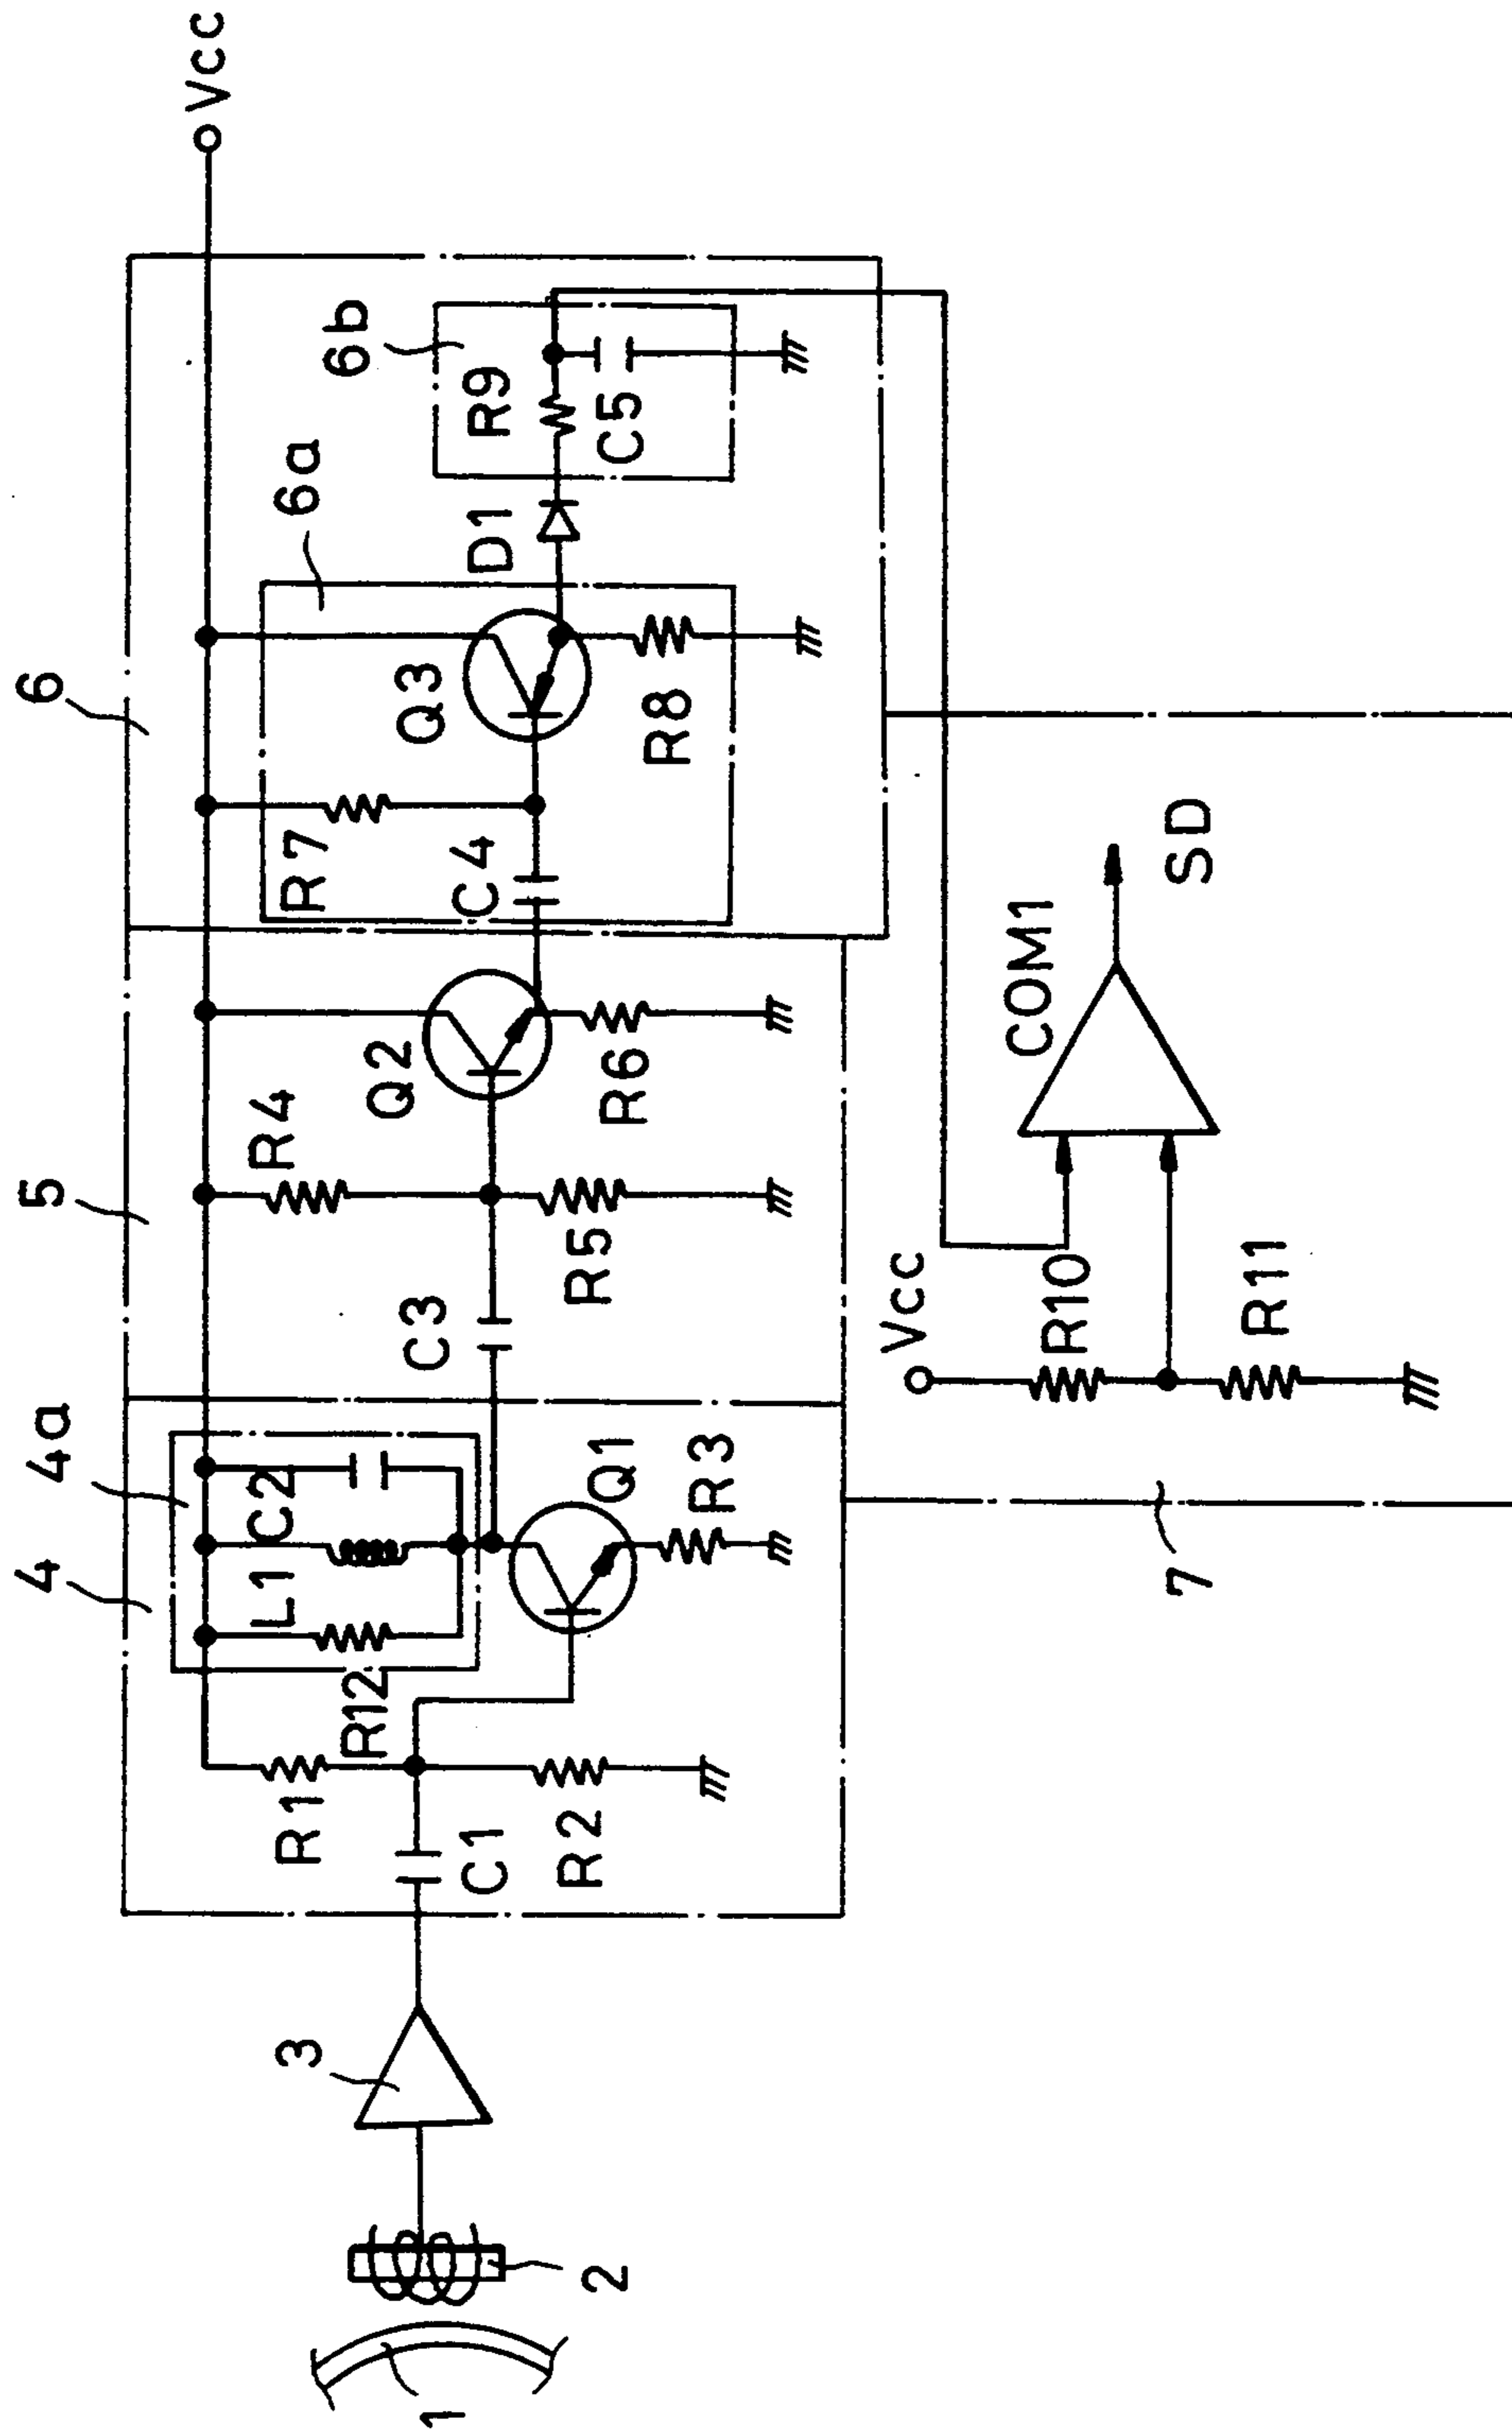 1
2
3
4
4a
R1
C1
R2
R12
L1
C2
Q1
R3
5
C3
R4
R5
Q2
R6
6
6a
R7
C4
Q3
R8
D1
6b
R9
C5
Vcc
7
Vcc
R10
R11
COM1
SD